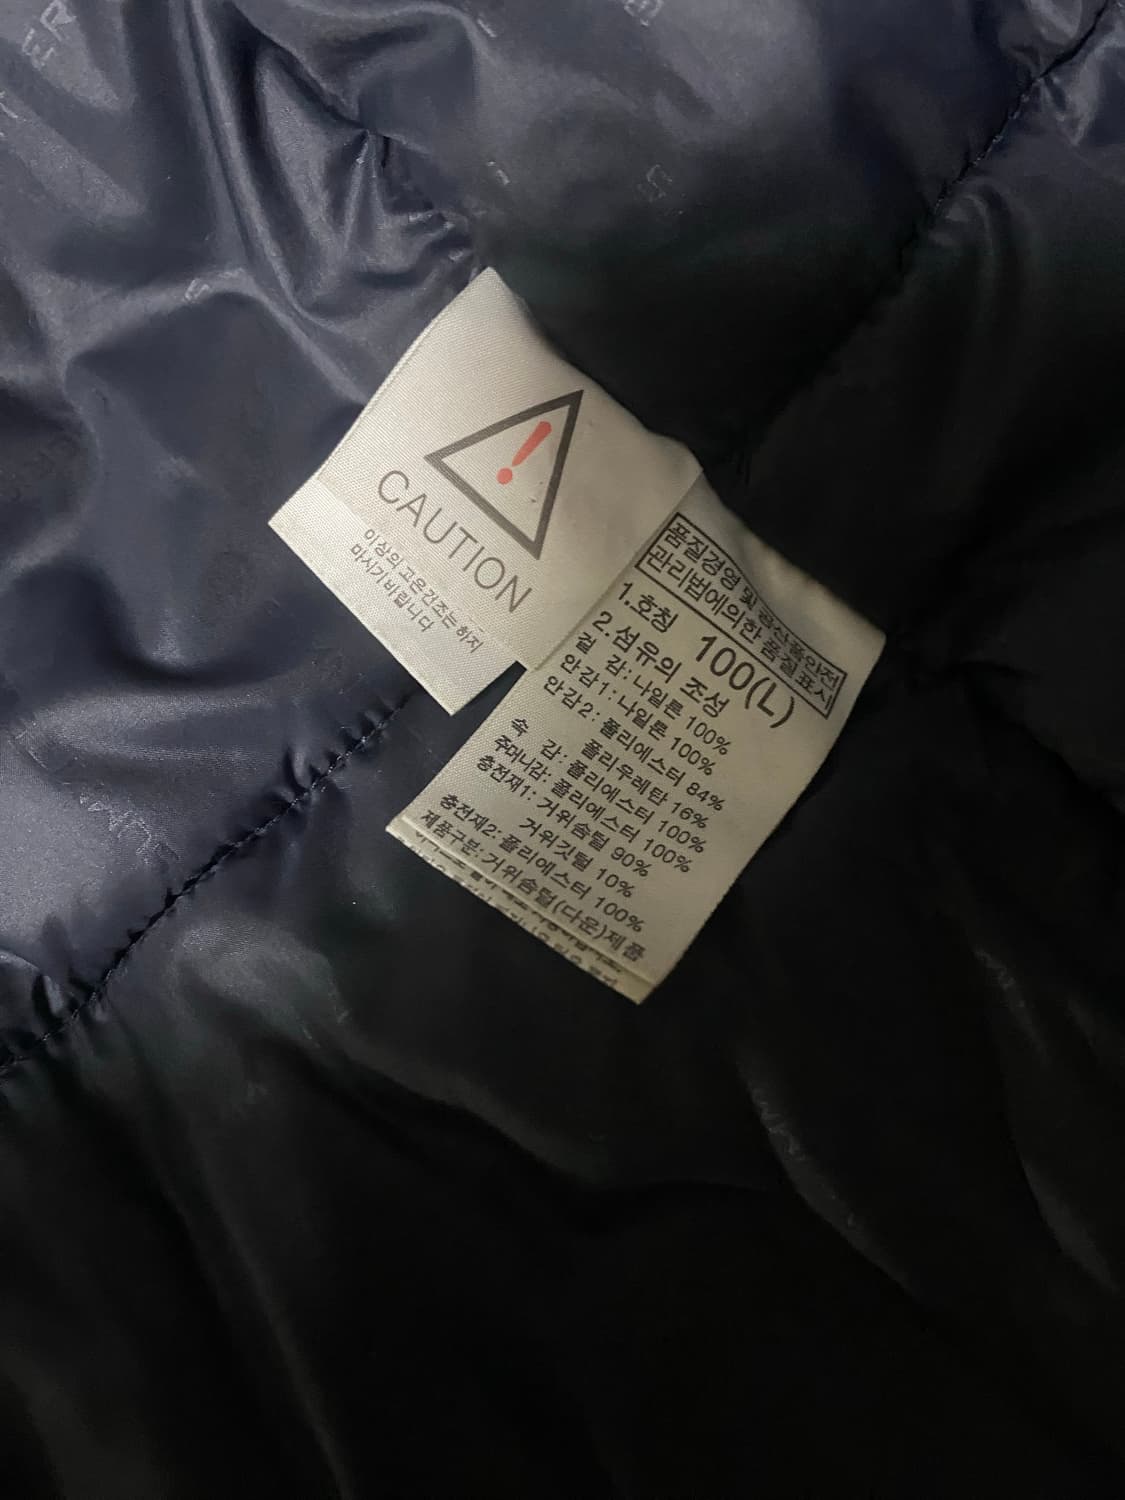 CAUTION
이상의 고온건조는 하지
마시기 바랍니다
품질경영 및 공산품안전
관리법에의한 품질표시
1.호칭 100(L)
2.섬유의 조성
겉 감: 나일론 100%
안감1: 나일론 100%
안감2: 폴리에스터 84%
폴리우레탄 16%
속 감: 폴리에스터 100%
주머니감: 폴리에스터 100%
충전재1: 거위솜털 90%
거위깃털 10%
충전재2: 폴리에스터 100%
제품구분: 거위솜털(다운)제품